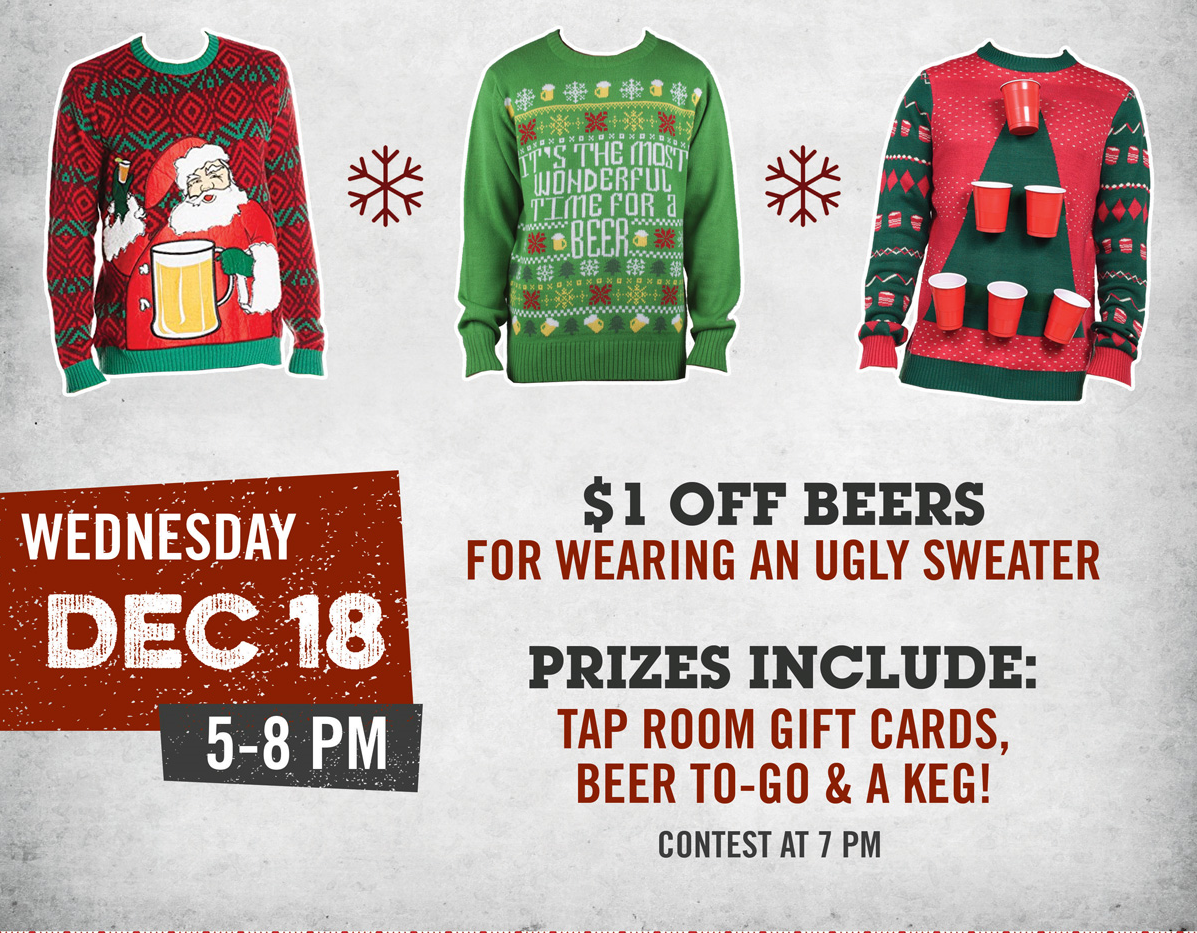 IT'S THE MOST
WONDERFUL
TIME FOR a
BEER
WEDNESDAY
DEC 18
5-8 PM
$1 OFF BEERS
FOR WEARING AN UGLY SWEATER
PRIZES INCLUDE:
TAP ROOM GIFT CARDS,
BEER TO-GO & A KEG!
CONTEST AT 7 PM